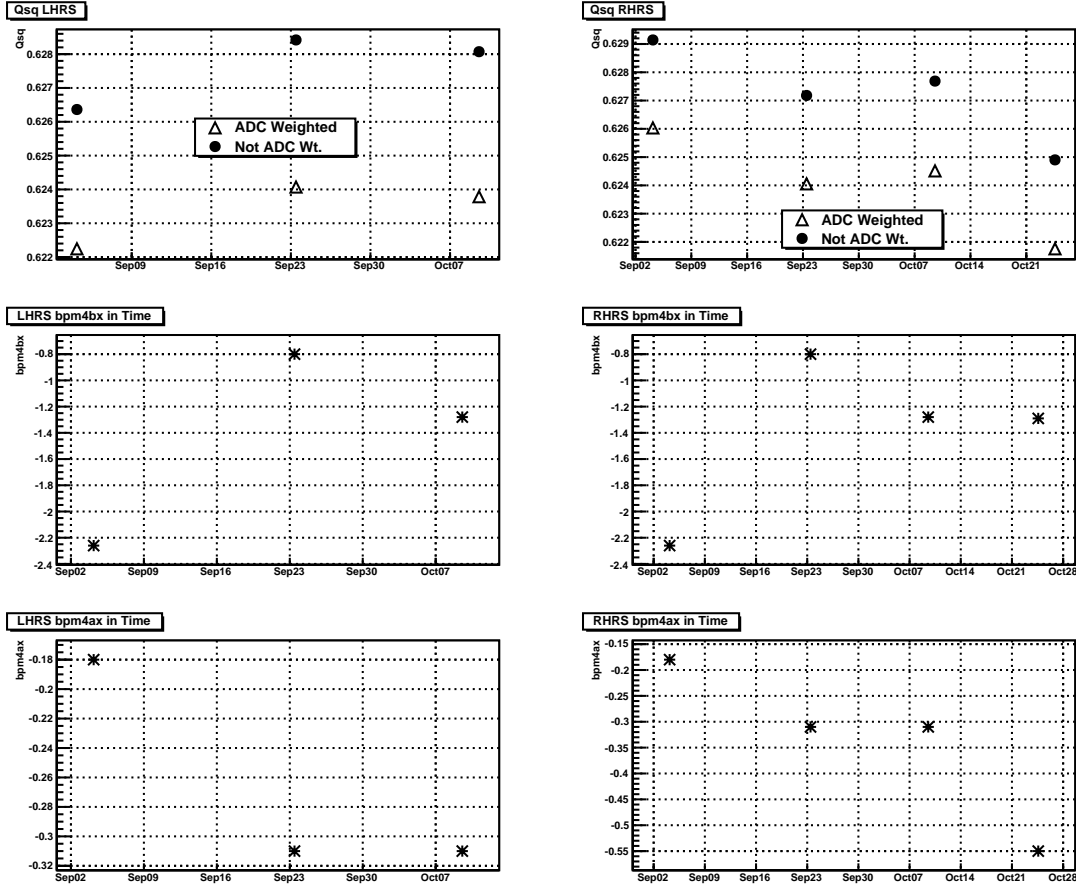 Qsq LHRS
Qsq
0.628
0.627
0.626
0.625
0.624
0.623
0.622
ADC Weighted
Not ADC Wt.
Sep09 Sep16 Sep23 Sep30 Oct07
Qsq RHRS
Qsq
0.629
0.628
0.627
0.626
0.625
0.624
0.623
0.622
ADC Weighted
Not ADC Wt.
Sep02 Sep09 Sep16 Sep23 Sep30 Oct07 Oct14 Oct21
LHRS bpm4bx in Time
bpm4bx
-0.8
-1
-1.2
-1.4
-1.6
-1.8
-2
-2.2
-2.4
Sep02 Sep09 Sep16 Sep23 Sep30 Oct07
RHRS bpm4bx in Time
bpm4bx
-0.8
-1
-1.2
-1.4
-1.6
-1.8
-2
-2.2
-2.4
Sep02 Sep09 Sep16 Sep23 Sep30 Oct07 Oct14 Oct21 Oct28
LHRS bpm4ax in Time
bpm4ax
-0.18
-0.2
-0.22
-0.24
-0.26
-0.28
-0.3
-0.32
Sep02 Sep09 Sep16 Sep23 Sep30 Oct07
RHRS bpm4ax in Time
bpm4ax
-0.15
-0.2
-0.25
-0.3
-0.35
-0.4
-0.45
-0.5
-0.55
Sep02 Sep09 Sep16 Sep23 Sep30 Oct07 Oct14 Oct21 Oct28